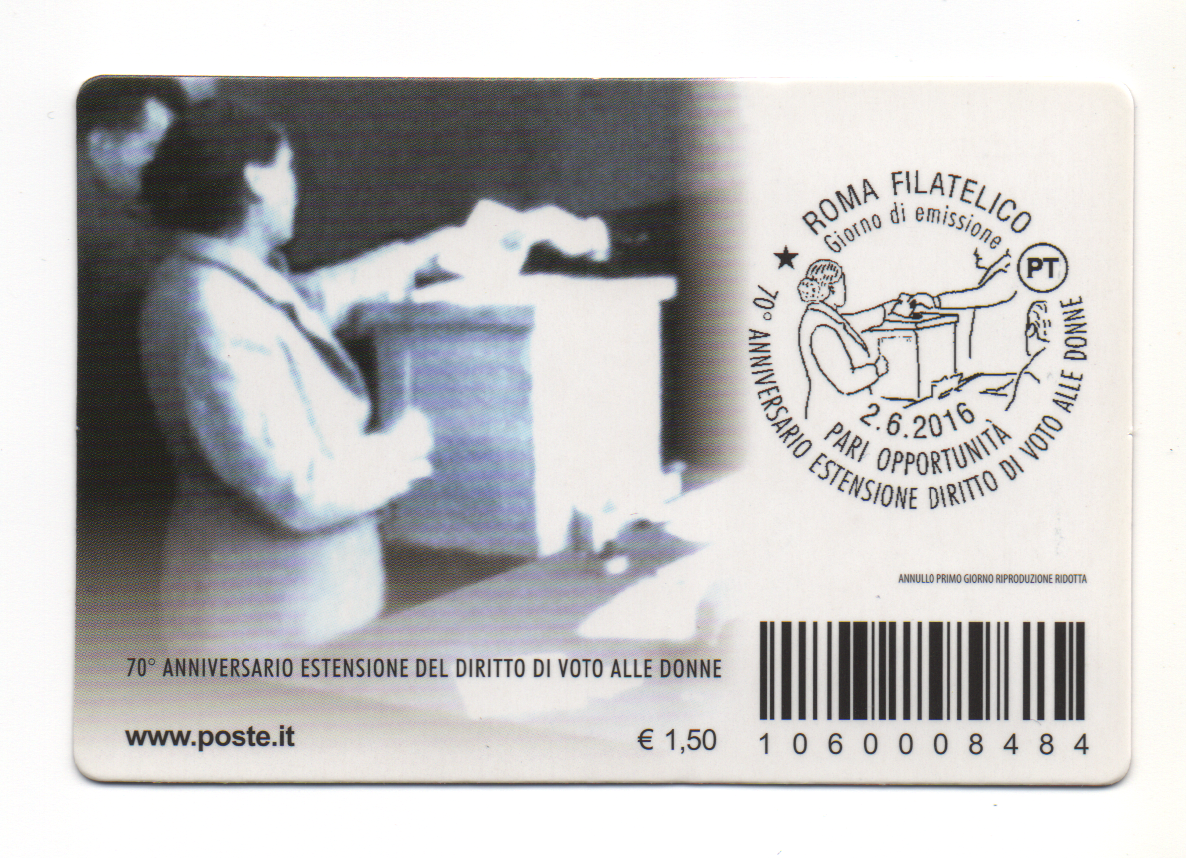 ROMA FILATELICO
Giorno di emissione
PT
2.6.2016
PARI OPPORTUNITÀ
70° ANNIVERSARIO ESTENSIONE DIRITTO DI VOTO ALLE DONNE
ANNULLO PRIMO GIORNO RIPRODUZIONE RIDOTTA
70° ANNIVERSARIO ESTENSIONE DEL DIRITTO DI VOTO ALLE DONNE
www.poste.it
€ 1,50
1060008484